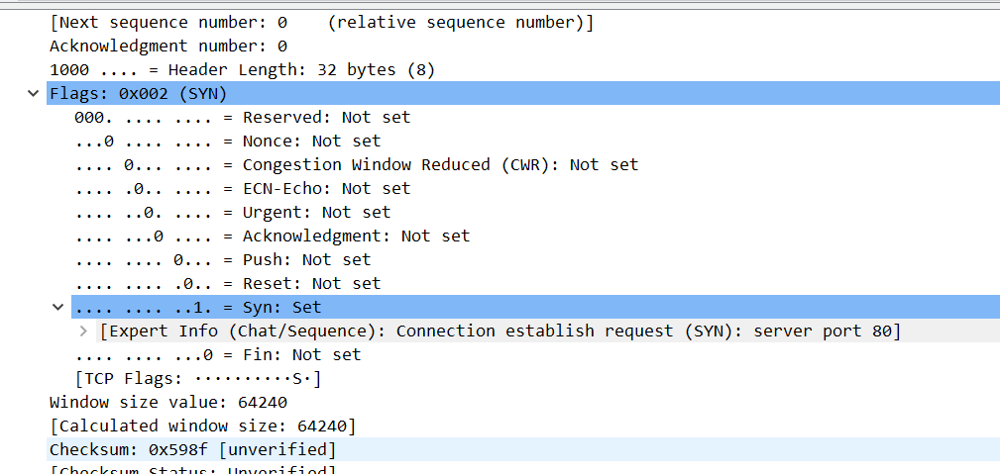 [Next sequence number: 0    (relative sequence number)]
Acknowledgment number: 0
1000 .... = Header Length: 32 bytes (8)
Flags: 0x002 (SYN)
000. .... .... = Reserved: Not set
...0 .... .... = Nonce: Not set
.... 0... .... = Congestion Window Reduced (CWR): Not set
.... .0.. .... = ECN-Echo: Not set
.... ..0. .... = Urgent: Not set
.... ...0 .... = Acknowledgment: Not set
.... .... 0... = Push: Not set
.... .... .0.. = Reset: Not set
.... .... ..1. = Syn: Set
[Expert Info (Chat/Sequence): Connection establish request (SYN): server port 80]
.... .... ...0 = Fin: Not set
[TCP Flags: ··········S·]
Window size value: 64240
[Calculated window size: 64240]
Checksum: 0x598f [unverified]
[Checksum Status: Unverified]